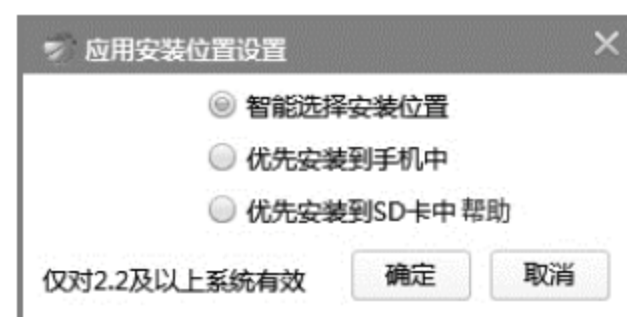 应用安装位置设置
智能选择安装位置
优先安装到手机中
优先安装到SD卡中 帮助
仅对2.2及以上系统有效 确定 取消